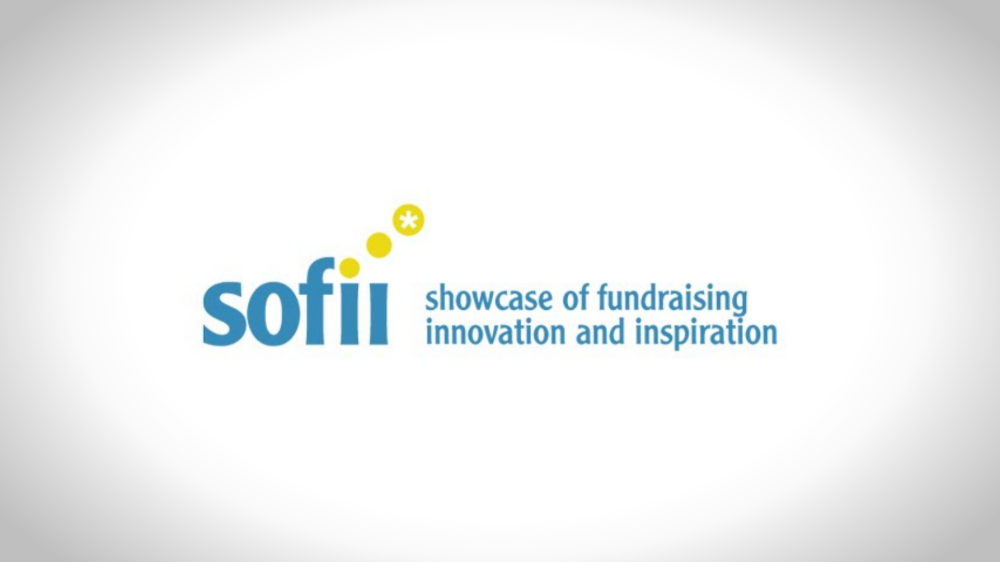 sofii
showcase of fundraising
innovation and inspiration